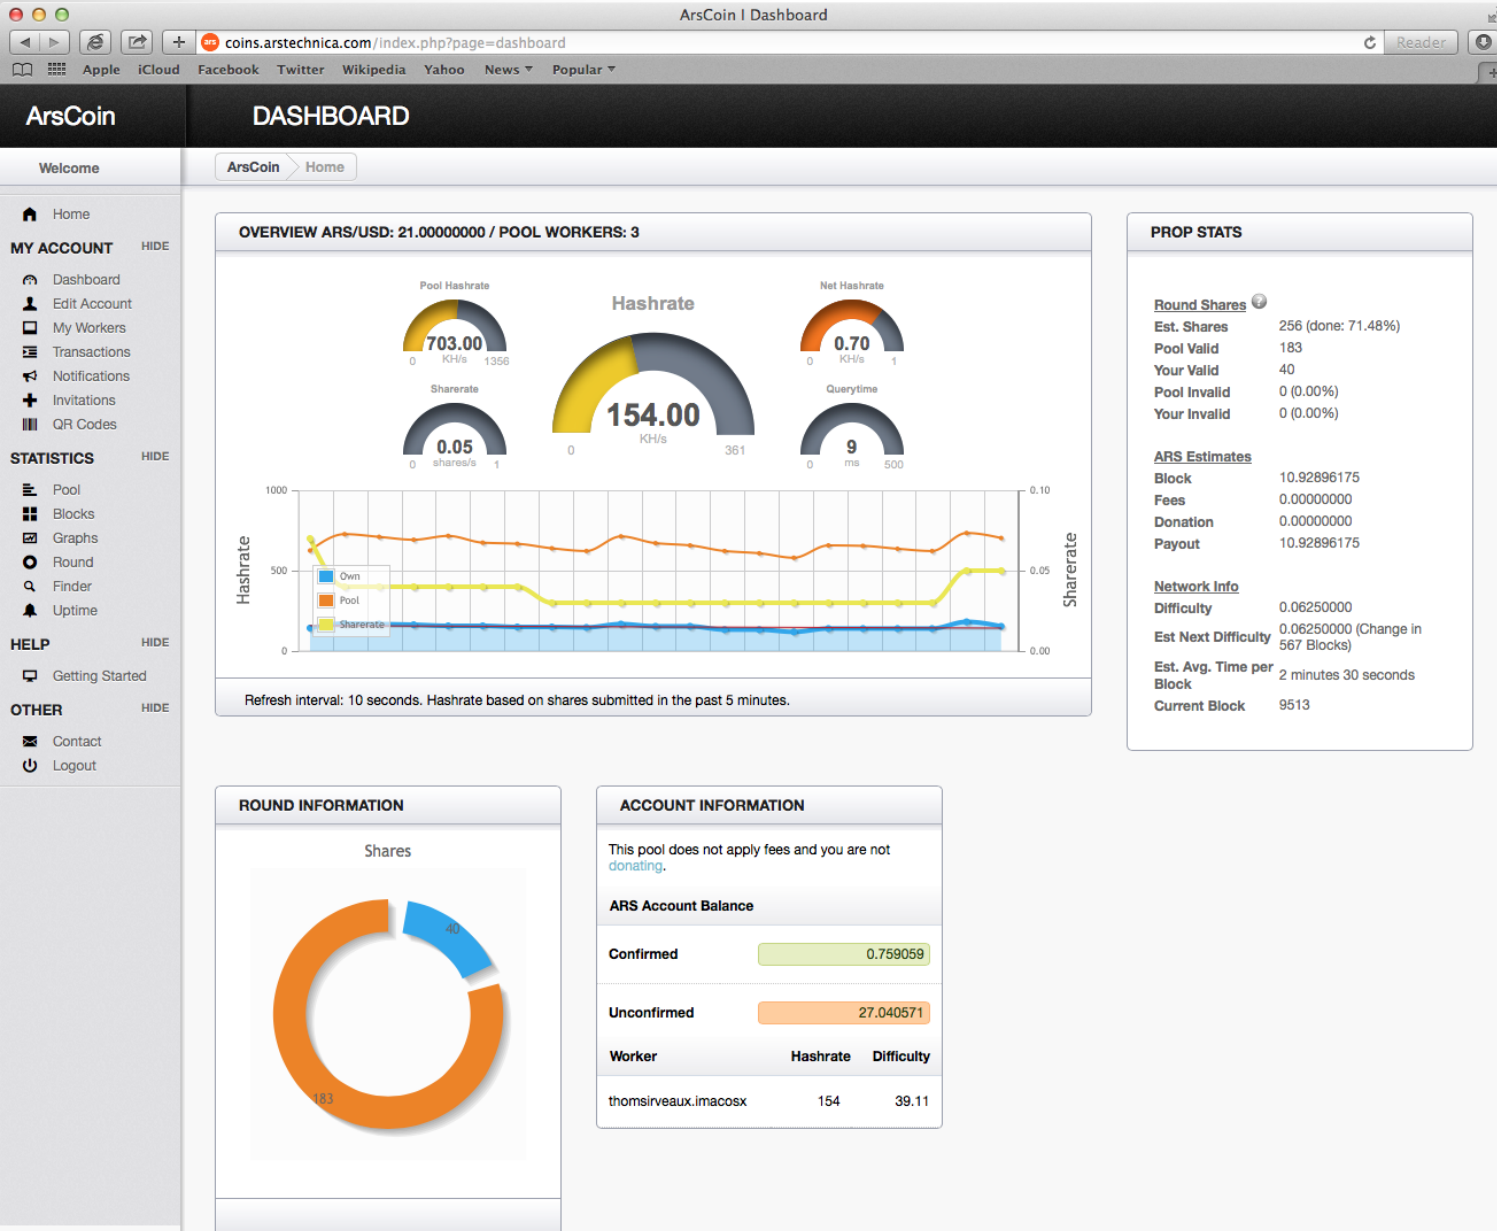 ArsCoin | Dashboard
ars coins.arstechnica.com/index.php?page=dashboard
Reader
Apple iCloud Facebook Twitter Wikipedia Yahoo News Popular
ArsCoin
DASHBOARD
Welcome
ArsCoin Home
Home
MY ACCOUNT HIDE
Dashboard
Edit Account
My Workers
Transactions
Notifications
Invitations
QR Codes
STATISTICS HIDE
Pool
Blocks
Graphs
Round
Finder
Uptime
HELP HIDE
Getting Started
OTHER HIDE
Contact
Logout
OVERVIEW ARS/USD: 21.00000000 / POOL WORKERS: 3
Pool Hashrate
703.00
0 KH/s 1356
Sharerate
0.05
0 shares/s 1
Hashrate
154.00
KH/s
0 361
Net Hashrate
0.70
0 KH/s 1
Querytime
9
0 ms 500
Hashrate
1000
500
0
Own
Pool
Sharerate
0.10
0.05
0.00
Sharerate
Refresh interval: 10 seconds. Hashrate based on shares submitted in the past 5 minutes.
PROP STATS
Round Shares ?
Est. Shares 256 (done: 71.48%)
Pool Valid 183
Your Valid 40
Pool Invalid 0 (0.00%)
Your Invalid 0 (0.00%)
ARS Estimates
Block 10.92896175
Fees 0.00000000
Donation 0.00000000
Payout 10.92896175
Network Info
Difficulty 0.06250000
Est Next Difficulty 0.06250000 (Change in
567 Blocks)
Est. Avg. Time per
Block 2 minutes 30 seconds
Current Block 9513
ROUND INFORMATION
Shares
40
183
ACCOUNT INFORMATION
This pool does not apply fees and you are not
donating.
ARS Account Balance
Confirmed 0.759059
Unconfirmed 27.040571
Worker Hashrate Difficulty
thomsirveaux.imacosx 154 39.11